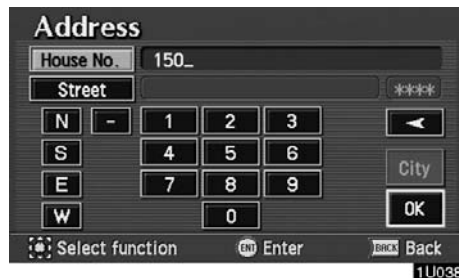 Address
House No. 150_
Street ****
N - 1 2 3
S 4 5 6
City
E 7 8 9
W 0 OK
Select function ENT Enter BACK Back
1U038